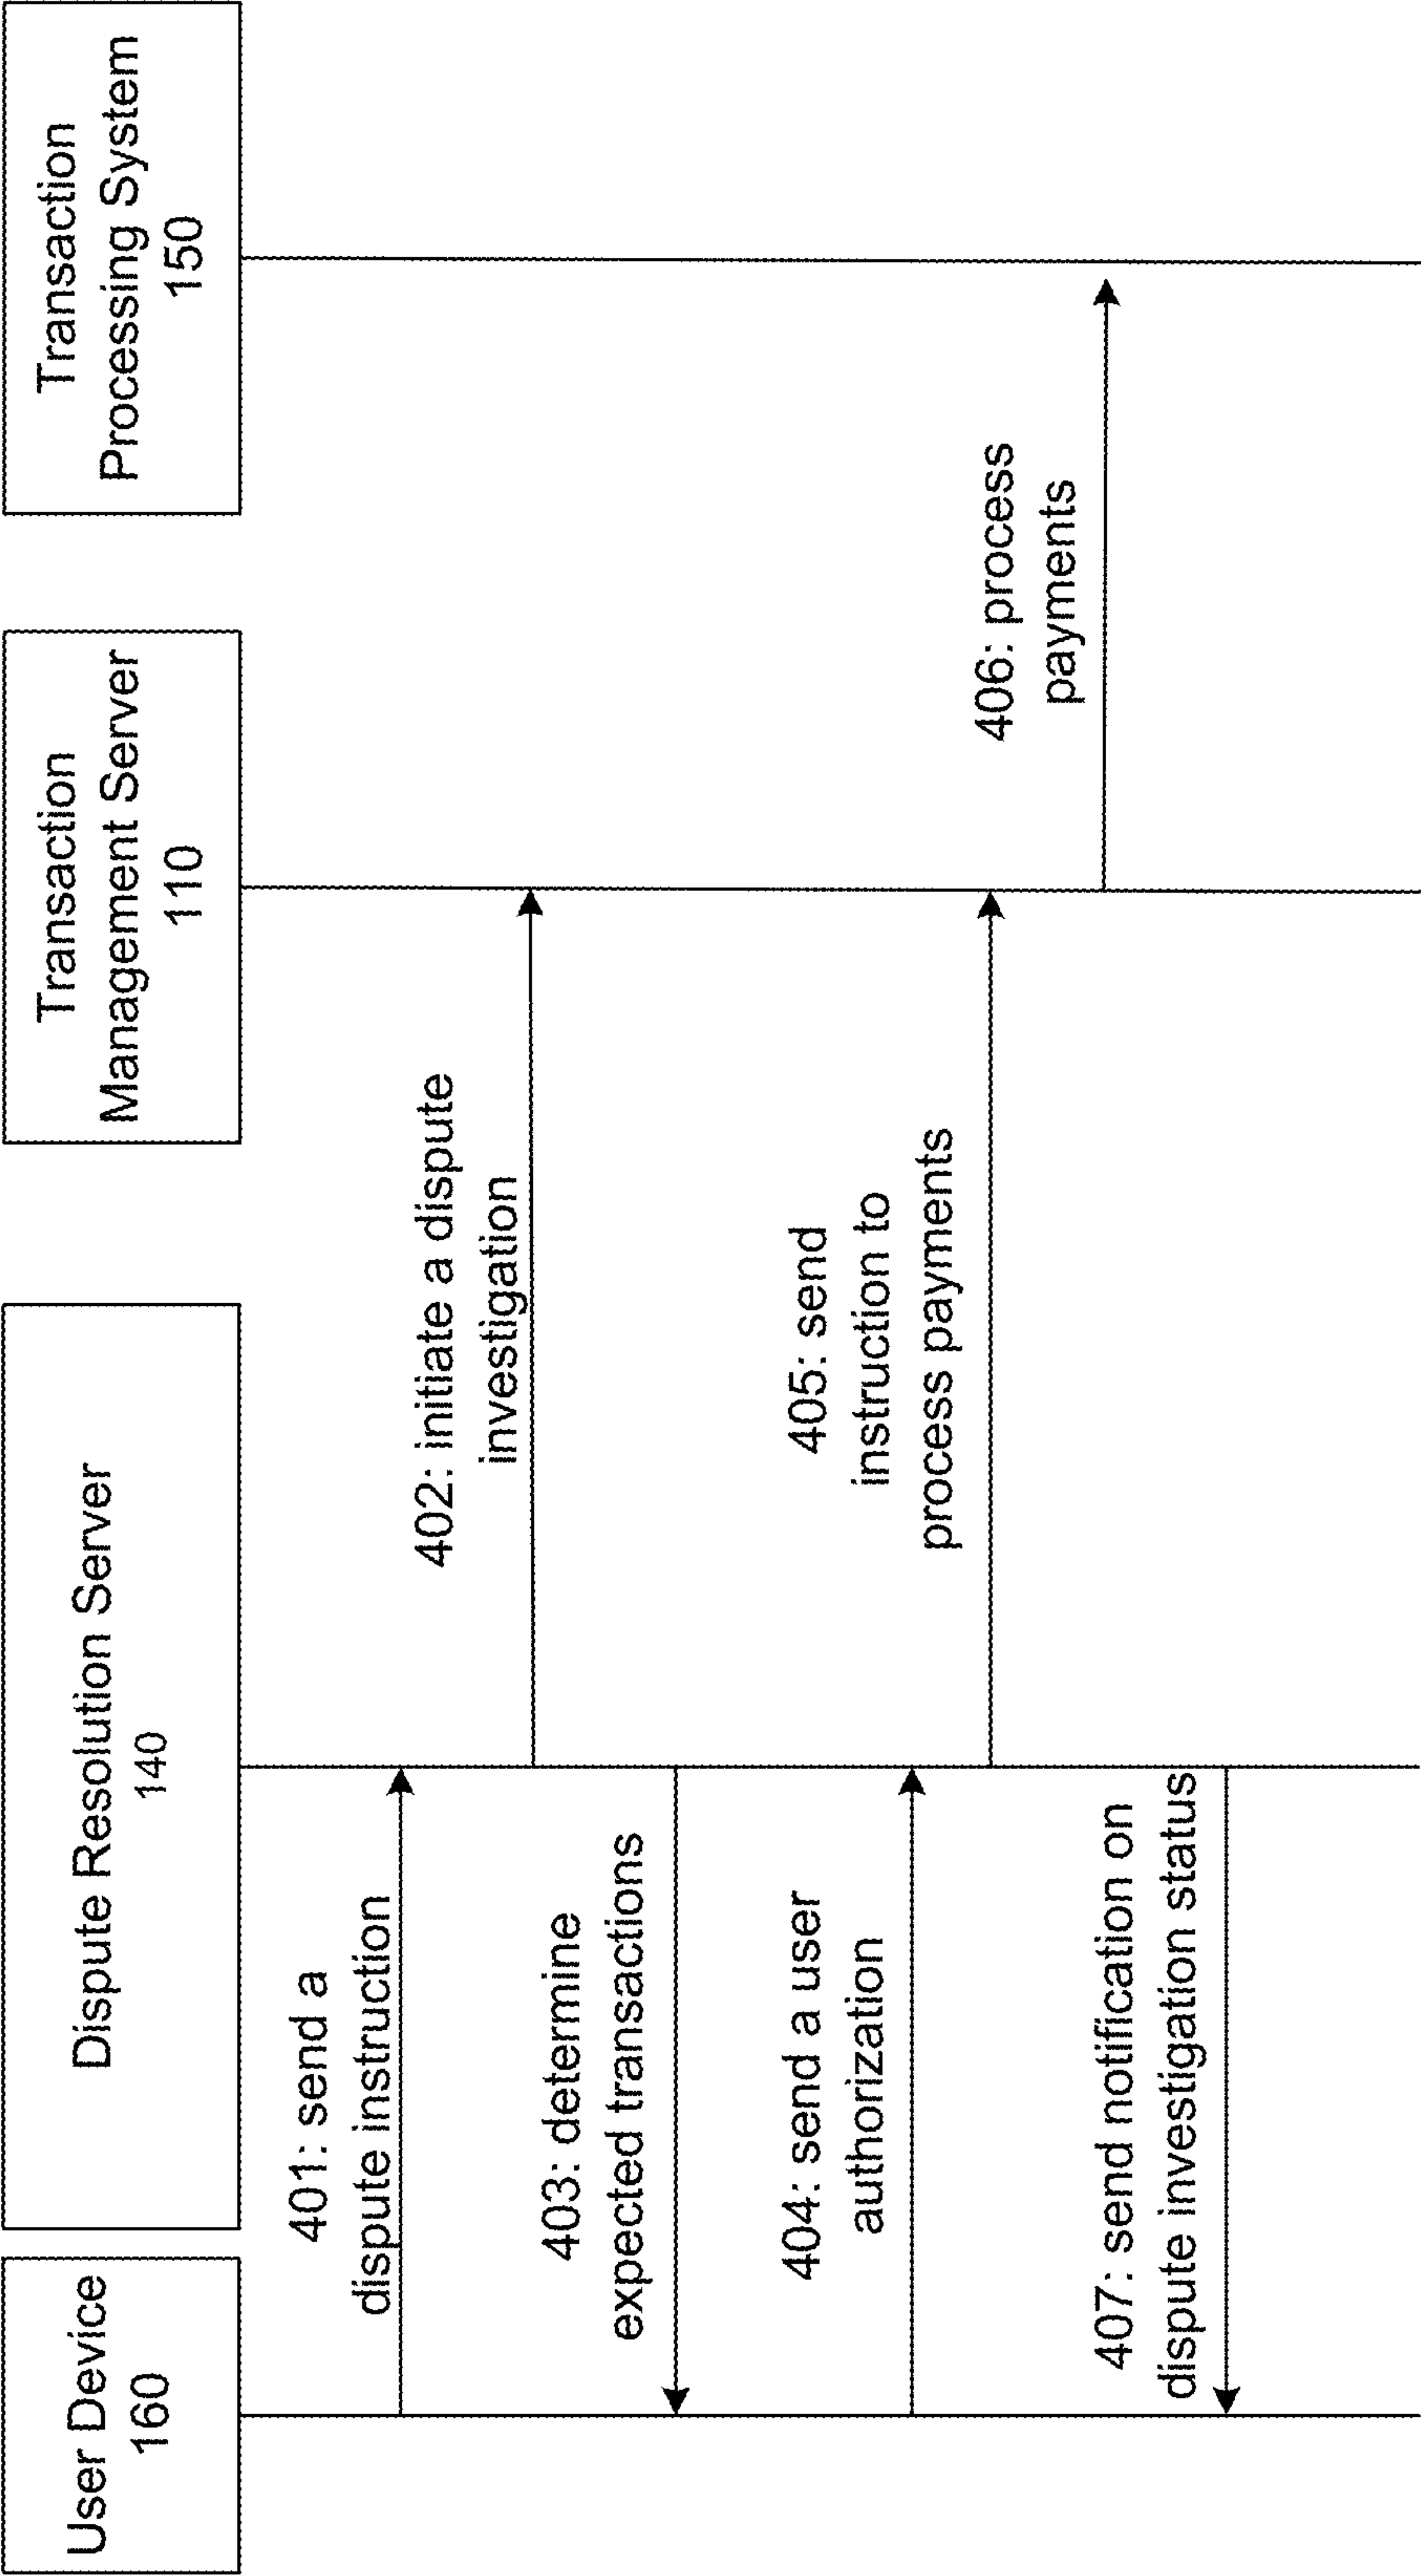 User Device
160
Dispute Resolution Server
140
Transaction
Management Server
110
Transaction
Processing System
150
401: send a
dispute instruction
402: initiate a dispute
investigation
403: determine
expected transactions
404: send a user
authorization
405: send
instruction to
process payments
406: process
payments
407: send notification on
dispute investigation status